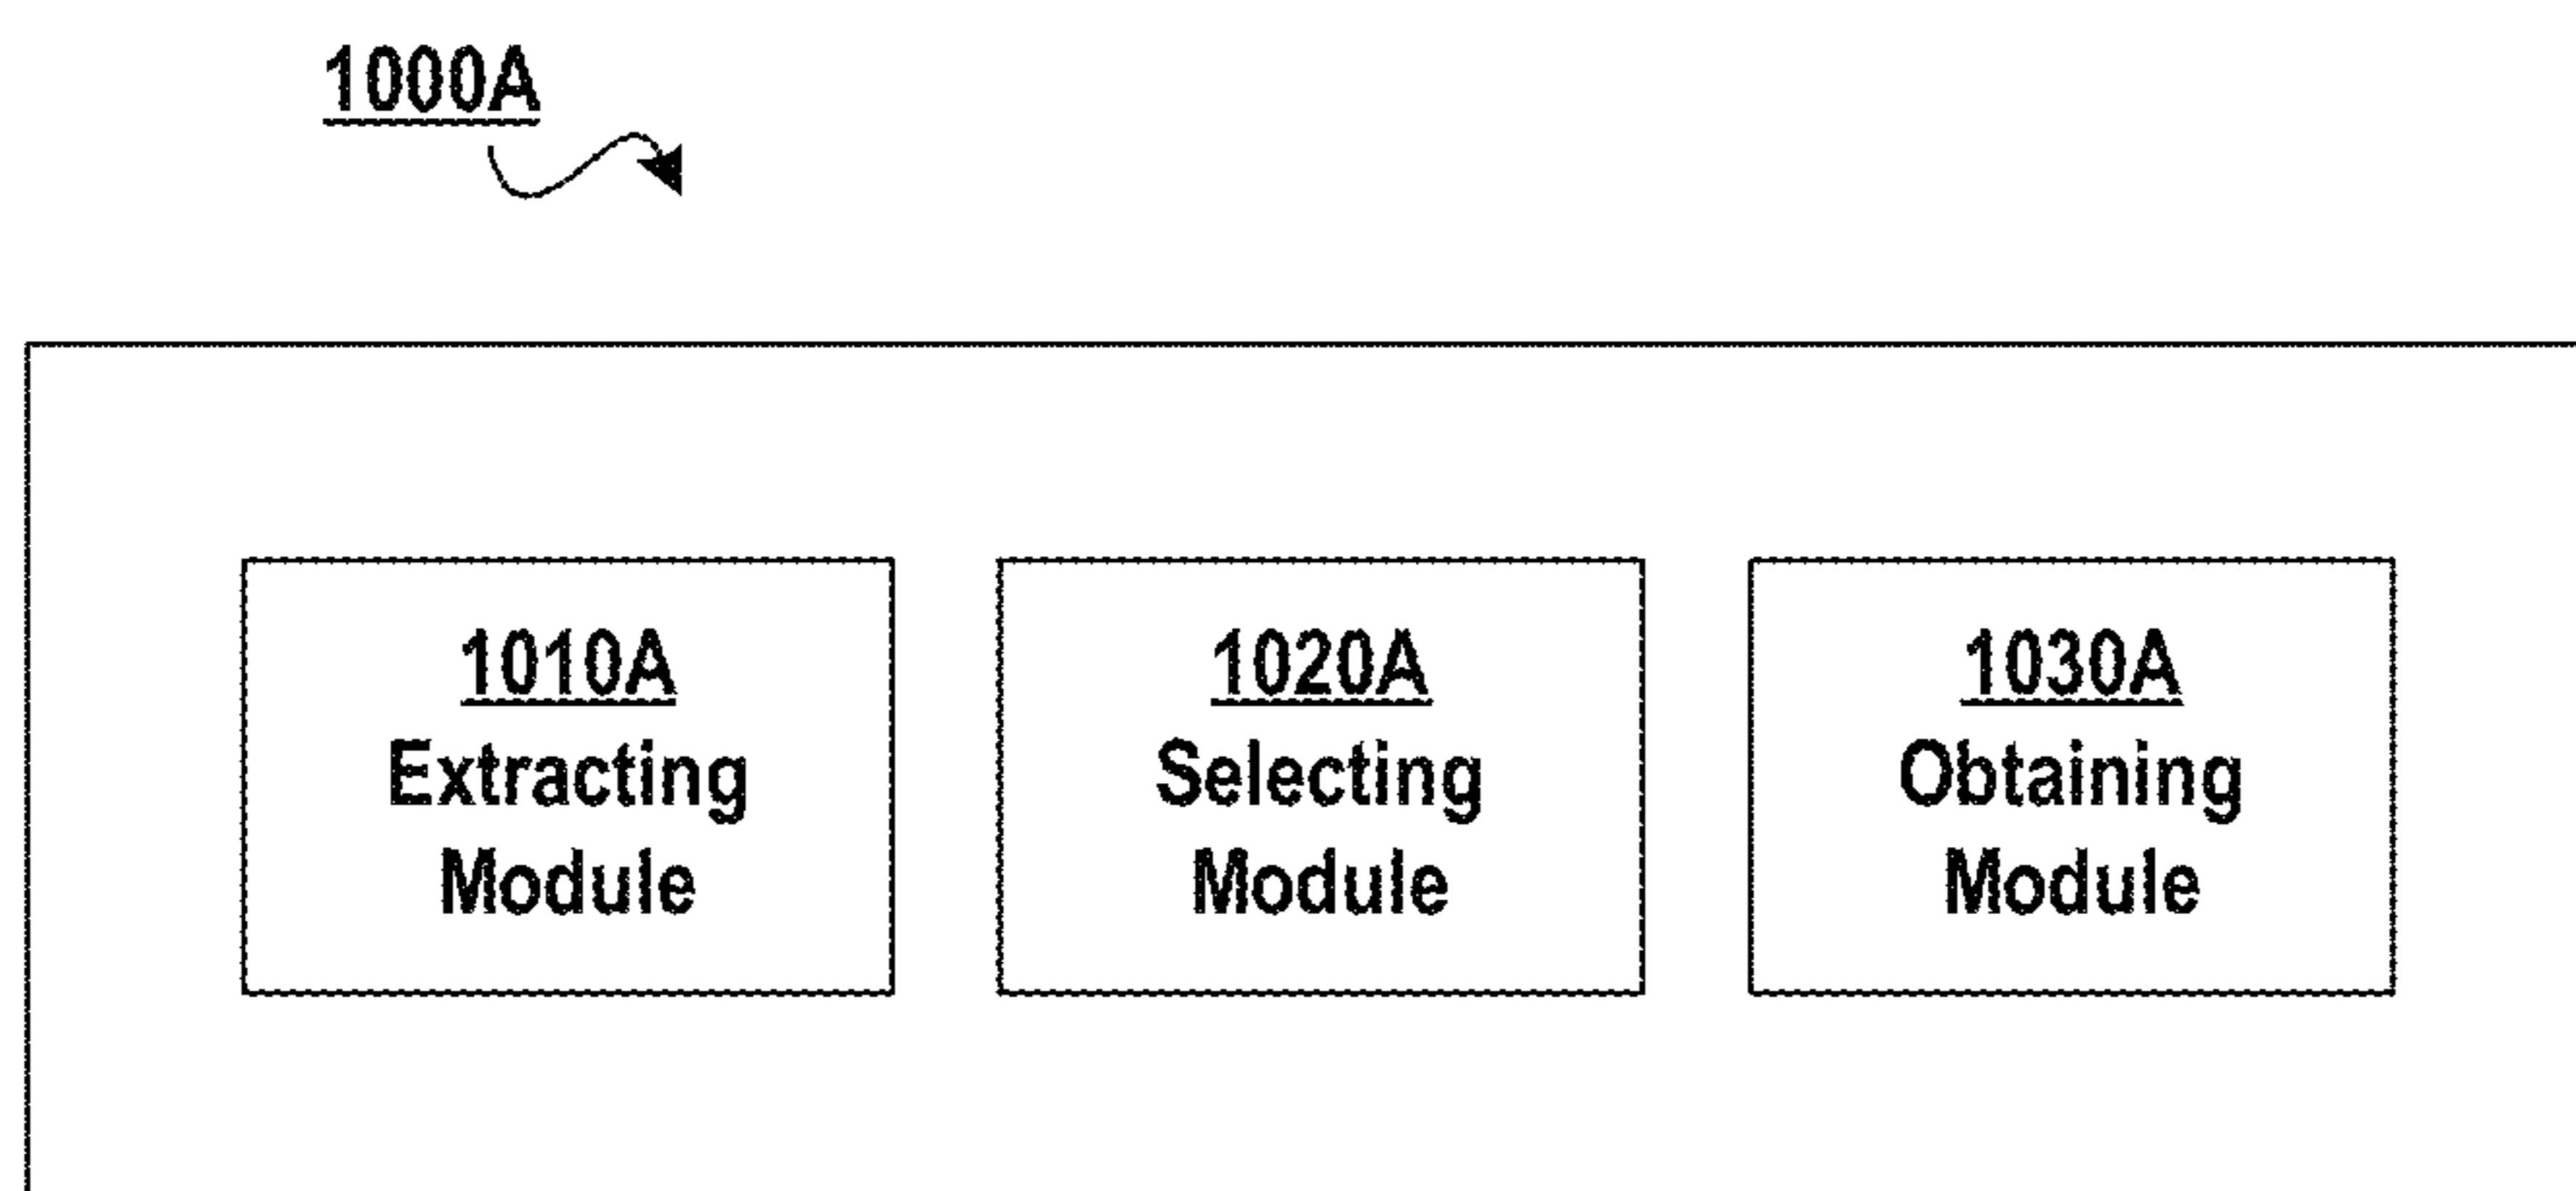 1000A
1010A
Extracting
Module
1020A
Selecting
Module
1030A
Obtaining
Module